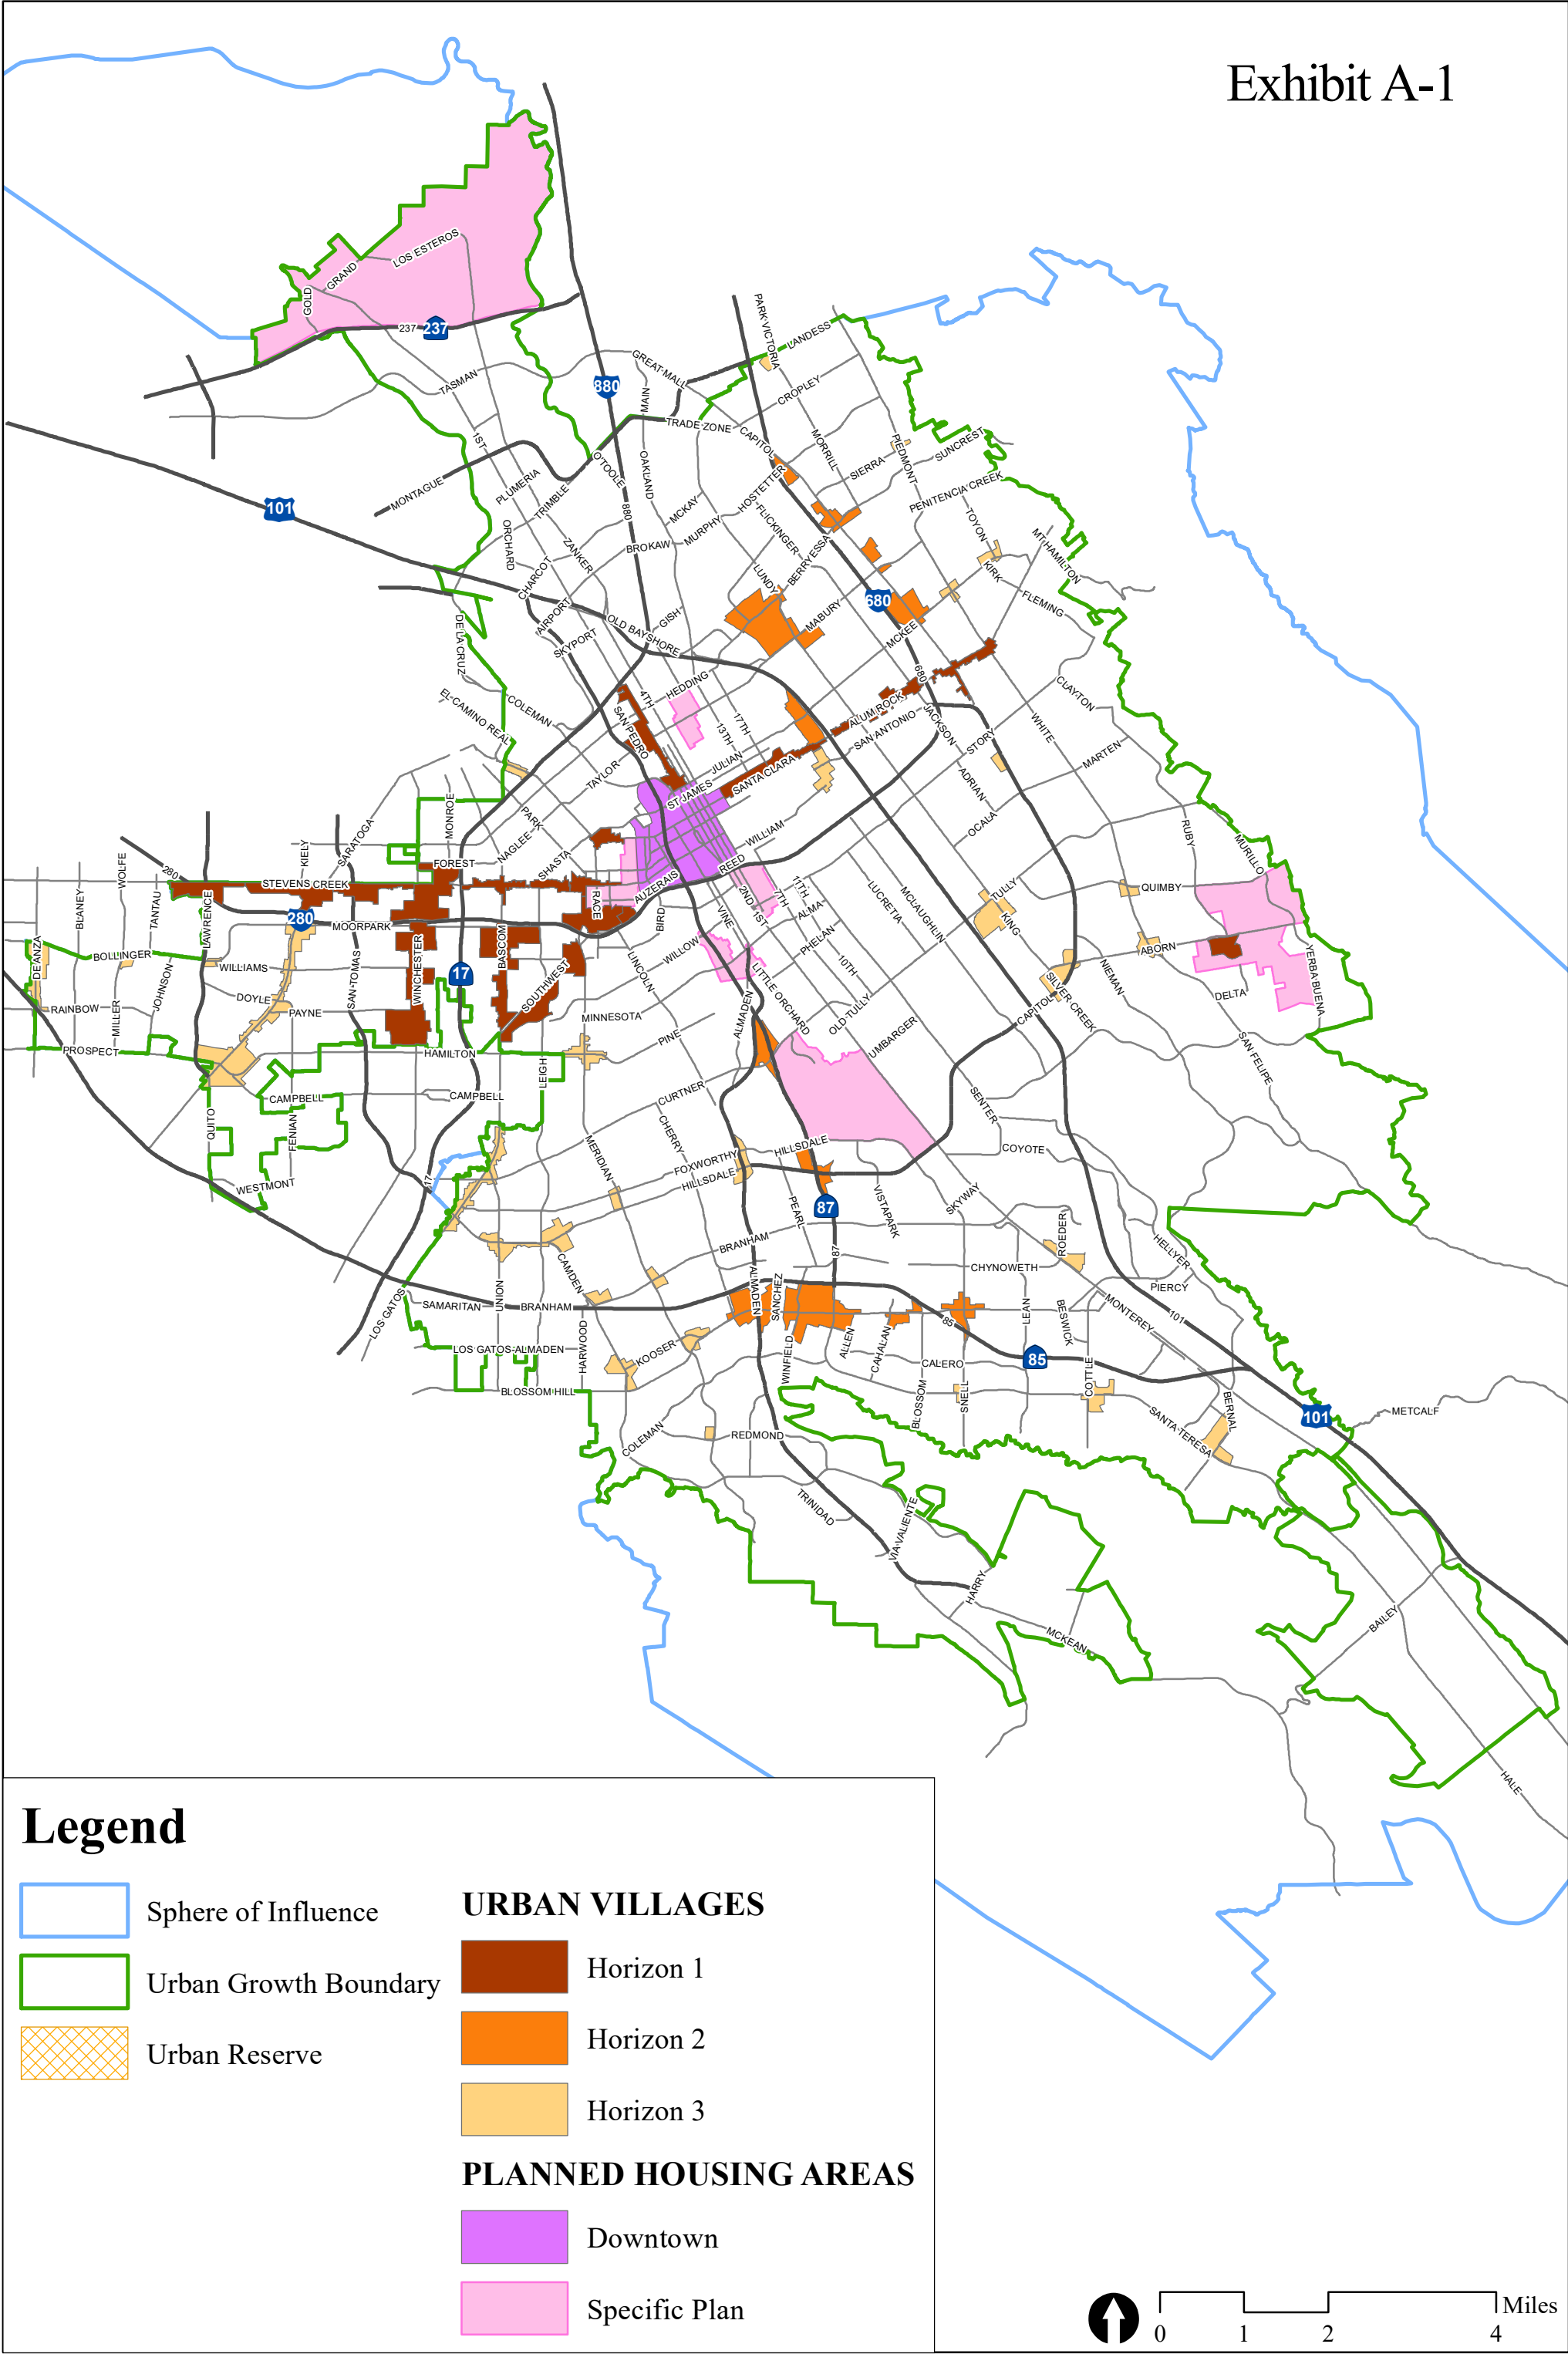 Exhibit A-1
GOLD
GRAND
LOS ESTEROS
237
237
880
TASMAN
GREAT MALL
MAIN
PARK VICTORIA
LANDESS
CROPLEY
TRADE ZONE
CAPITOL
MORRILL
PIEDMONT
SUNCREST
SIERRA
1ST
O'TOOLE
OAKLAND
101
MONTAGUE
PLUMERIA
TRIMBLE
880
MCKAY
HOSTETTER
PENITENCIA CREEK
ORCHARD
ZANKER
BROKAW
MURPHY
FLICKINGER
BERRYESSA
TOYON
MT HAMILTON
CHARCOT
LUNDY
KIRK
FLEMING
680
DE LA CRUZ
AIRPORT
SKYPORT
OLD BAYSHORE
GISH
MABURY
MCKEE
EL CAMINO REAL
COLEMAN
4TH
HEDDING
SAN PEDRO
17TH
13TH
680
ALUM ROCK
SAN ANTONIO
JACKSON
CLAYTON
WHITE
STORY
MARTEN
TAYLOR
JULIAN
ST JAMES
SANTA CLARA
ADRIAN
OCALA
MONROE
PARK
NAGLEE
WILLIAM
RUBY
MURILLO
280
WOLFE
KIELY
SARATOGA
FOREST
SHASTA
STEVENS CREEK
RACE
AUZERAIS
REED
BLANEY
TANTAU
LAWRENCE
280
MOORPARK
BIRD
VINE
2ND
1ST
7TH
11TH
ALMA
LUCRETIA
MCLAUGHLIN
TULLY
KING
QUIMBY
DE ANZA
BOLLINGER
WILLIAMS
SAN TOMAS
WINCHESTER
17
BASCOM
SOUTHWEST
LINCOLN
WILLOW
PHELAN
10TH
ABORN
NIEMAN
YERBA BUENA
DELTA
RAINBOW
MILLER
JOHNSON
DOYLE
PAYNE
MINNESOTA
PINE
ALMADEN
LITTLE ORCHARD
OLD TULLY
UMBARGER
CAPITOL
SILVER CREEK
SAN FELIPE
PROSPECT
HAMILTON
LEIGH
CURTNER
CHERRY
SENTER
QUITO
CAMPBELL
FENIAN
CAMPBELL
WESTMONT
17
MERIDIAN
FOXWORTHY
HILLSDALE
HILLSDALE
COYOTE
PEARL
87
VISTAPARK
SKYWAY
87
BRANHAM
ROEDER
HELLYER
CHYNOWETH
PIERCY
CAMDEN
UNION
LOS GATOS
SAMARITAN
BRANHAM
ALMADEN
SANCHEZ
LEAN
BESWICK
MONTEREY
101
85
LOS GATOS-ALMADEN
HARWOOD
KOOSER
WINFIELD
ALLEN
CAHALAN
CALERO
85
COTTLE
BLOSSOM HILL
BLOSSOM
SNELL
SANTA TERESA
BERNAL
101
METCALF
COLEMAN
REDMOND
TRINIDAD
VIA VALIENTE
HARRY
MCKEAN
BAILEY
HALE
Legend
Sphere of Influence
Urban Growth Boundary
Urban Reserve
URBAN VILLAGES
Horizon 1
Horizon 2
Horizon 3
PLANNED HOUSING AREAS
Downtown
Specific Plan
Miles
0 1 2 4